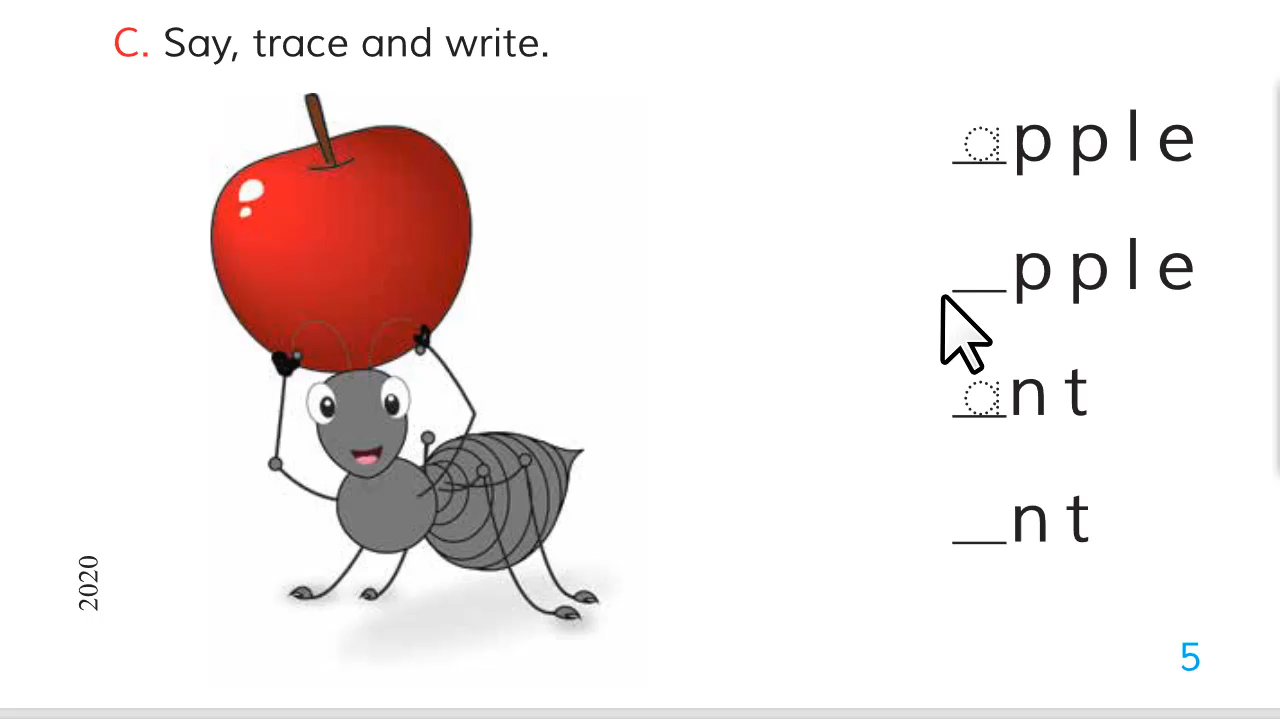 C. Say, trace and write.
apple
_pple
ant
_nt
2020
5